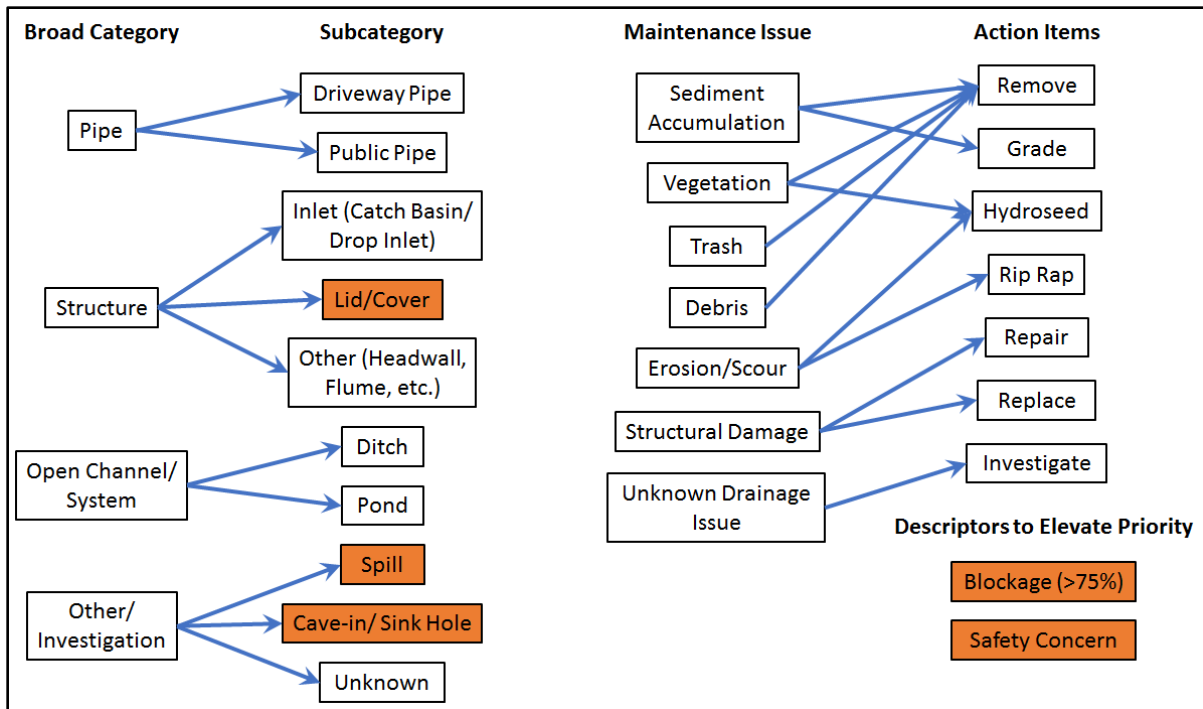 Broad Category
Subcategory
Maintenance Issue
Action Items
Pipe
Driveway Pipe
Public Pipe
Structure
Inlet (Catch Basin/
Drop Inlet)
Lid/Cover
Other (Headwall,
Flume, etc.)
Open Channel/
System
Ditch
Pond
Other/
Investigation
Spill
Cave-in/ Sink Hole
Unknown
Sediment
Accumulation
Vegetation
Trash
Debris
Erosion/Scour
Structural Damage
Unknown Drainage
Issue
Remove
Grade
Hydroseed
Rip Rap
Repair
Replace
Investigate
Descriptors to Elevate Priority
Blockage (>75%)
Safety Concern